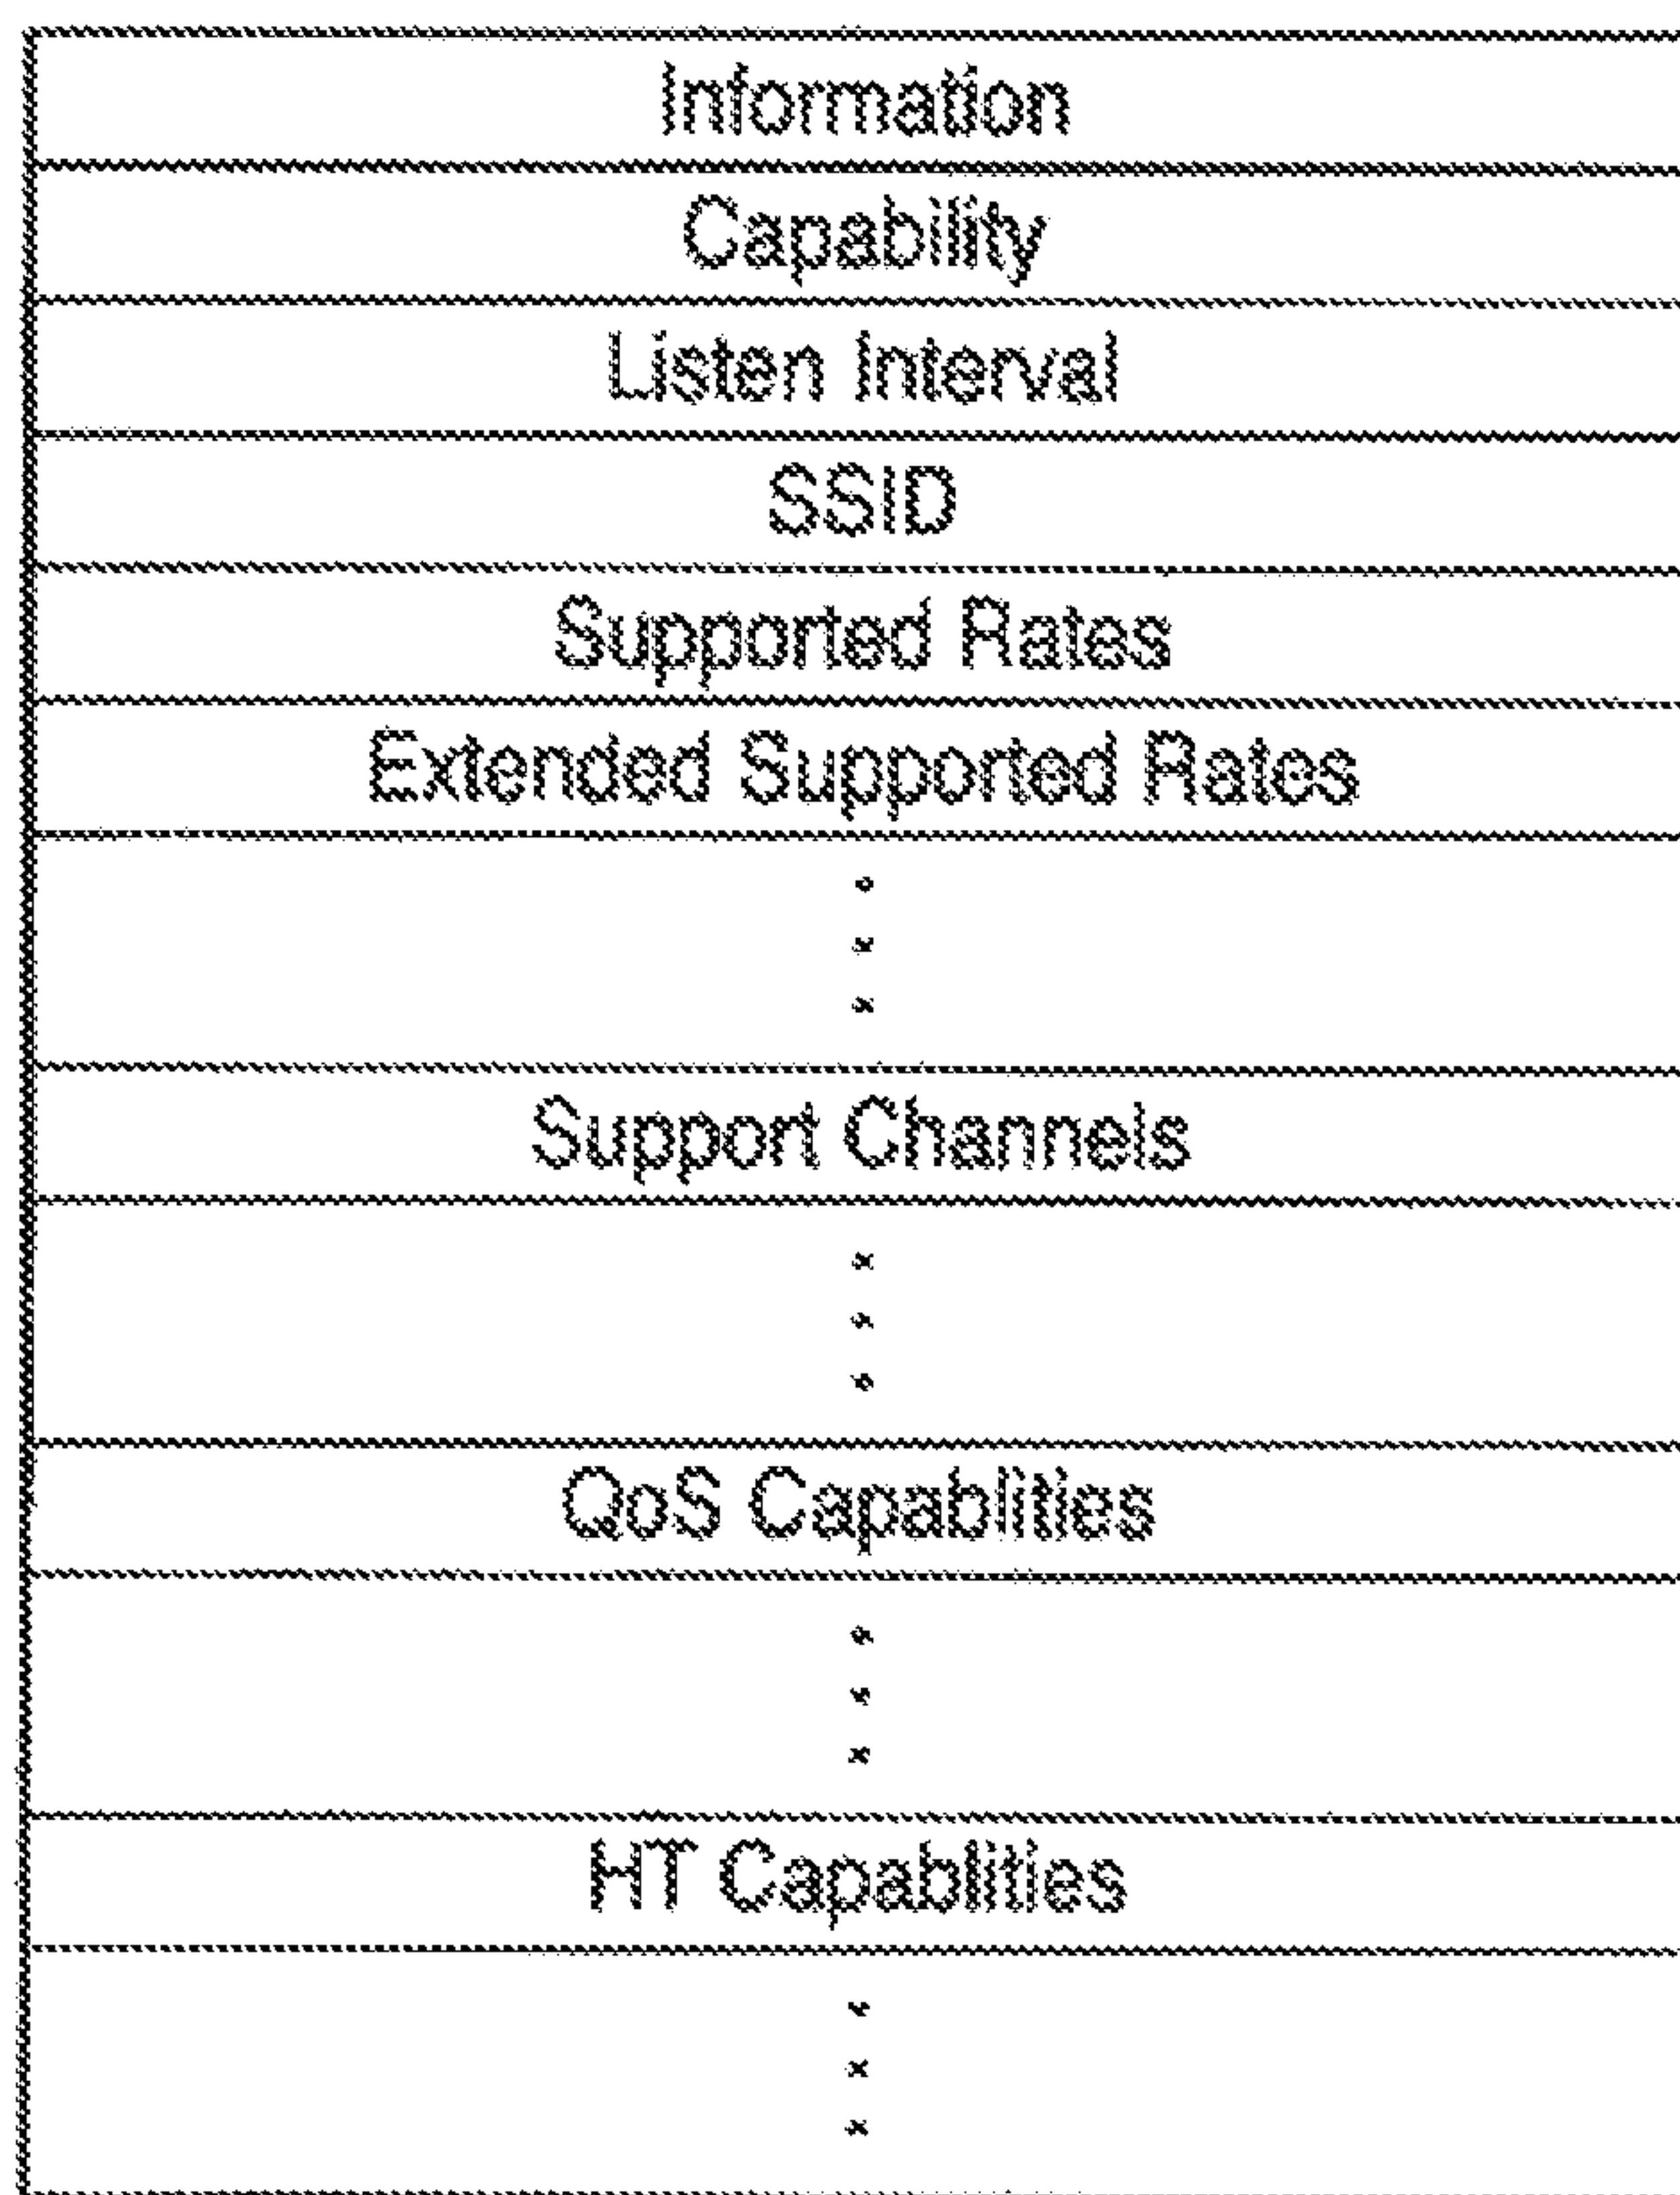 Information
Capability
Listen Interval
SSID
Supported Rates
Extended Supported Rates
Support Channels
QoS Capablities
HT Capablities